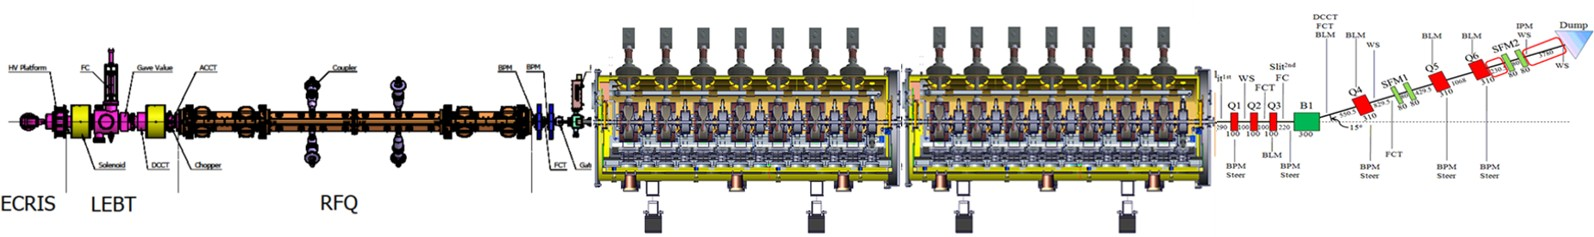 HV Platform
FC
Gave Value
ACCT
Coupler
BPM
BPM
Solenoid
DCCT
Chopper
FCT
ECRIS
LEBT
RFQ
Slit2nd
WS
FC
FCT
Q1
Q2
Q3
B1
290
100
100
100
100
100
220
300
BPM
Steer
BLM
BPM
Steer
DCCT
FCT
BLM
BLM
WS
Q4
15°
310
SFM1
80
80
BPM
Steer
FCT
BLM
Q5
310
1068
BPM
Steer
BLM
Q6
310
SFM2
80
80
BPM
Steer
IPM
WS
Dump
WS